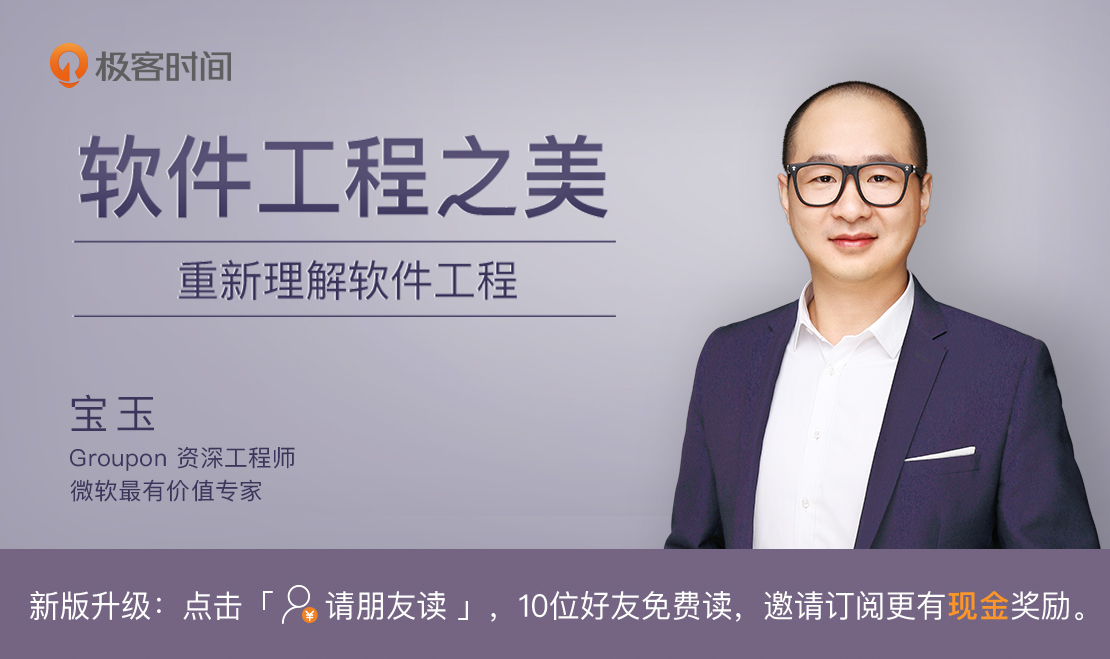 极客时间
软件工程之美
重新理解软件工程
宝玉
Groupon 资深工程师
微软最有价值专家
新版升级：点击「 ¥ 请朋友读 」，10位好友免费读，邀请订阅更有现金奖励。